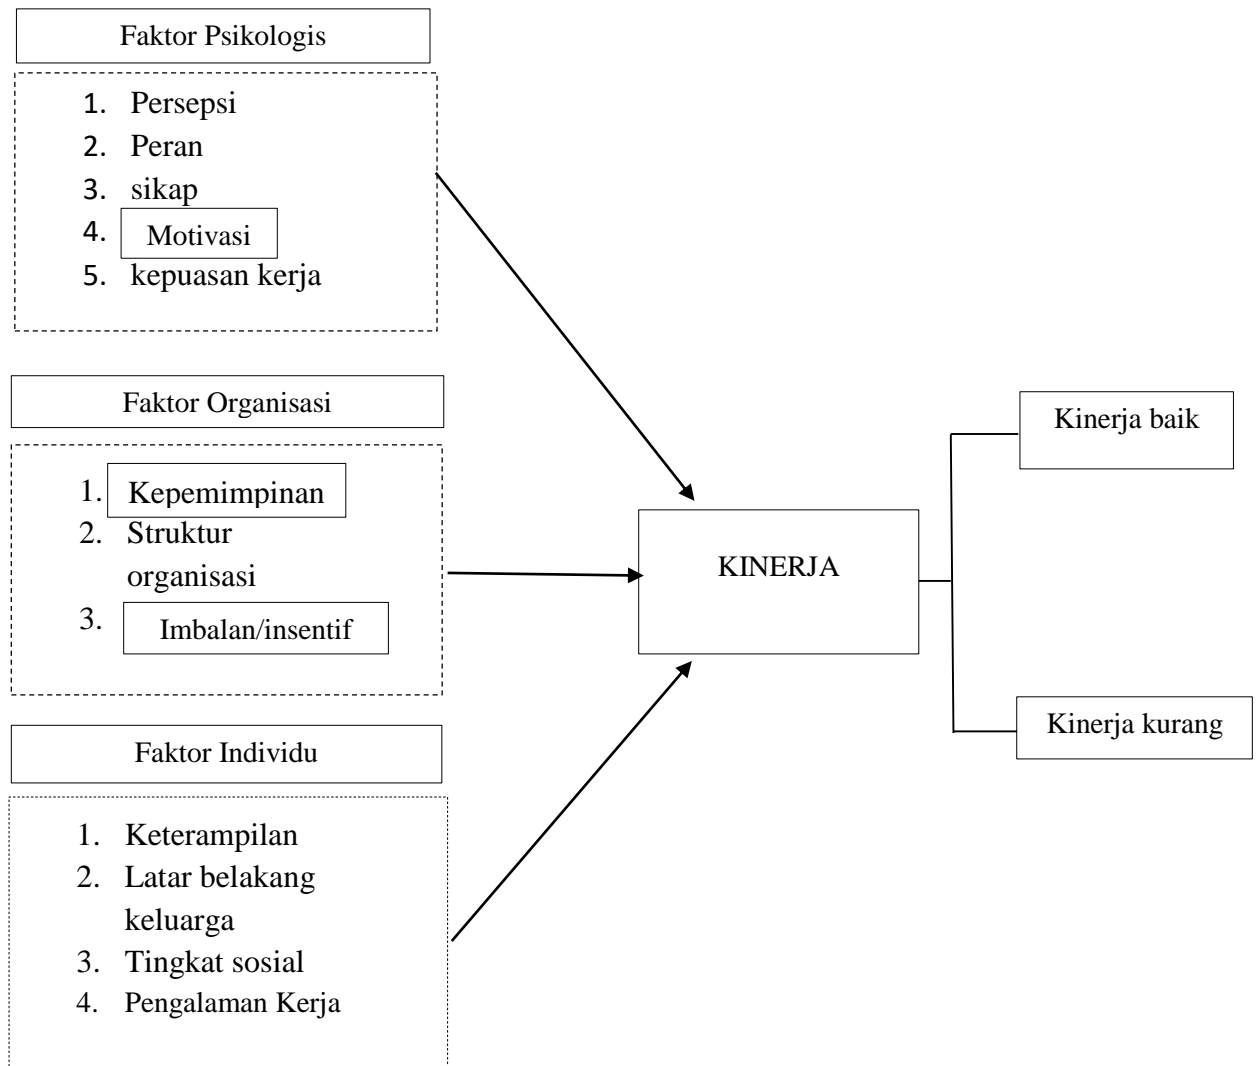 Faktor Psikologis
1. Persepsi
2. Peran
3. sikap
4. Motivasi
5. kepuasan kerja
Faktor Organisasi
1. Kepemimpinan
2. Struktur
organisasi
3. Imbalan/insentif
Faktor Individu
1. Keterampilan
2. Latar belakang
keluarga
3. Tingkat sosial
4. Pengalaman Kerja
KINERJA
Kinerja baik
Kinerja kurang